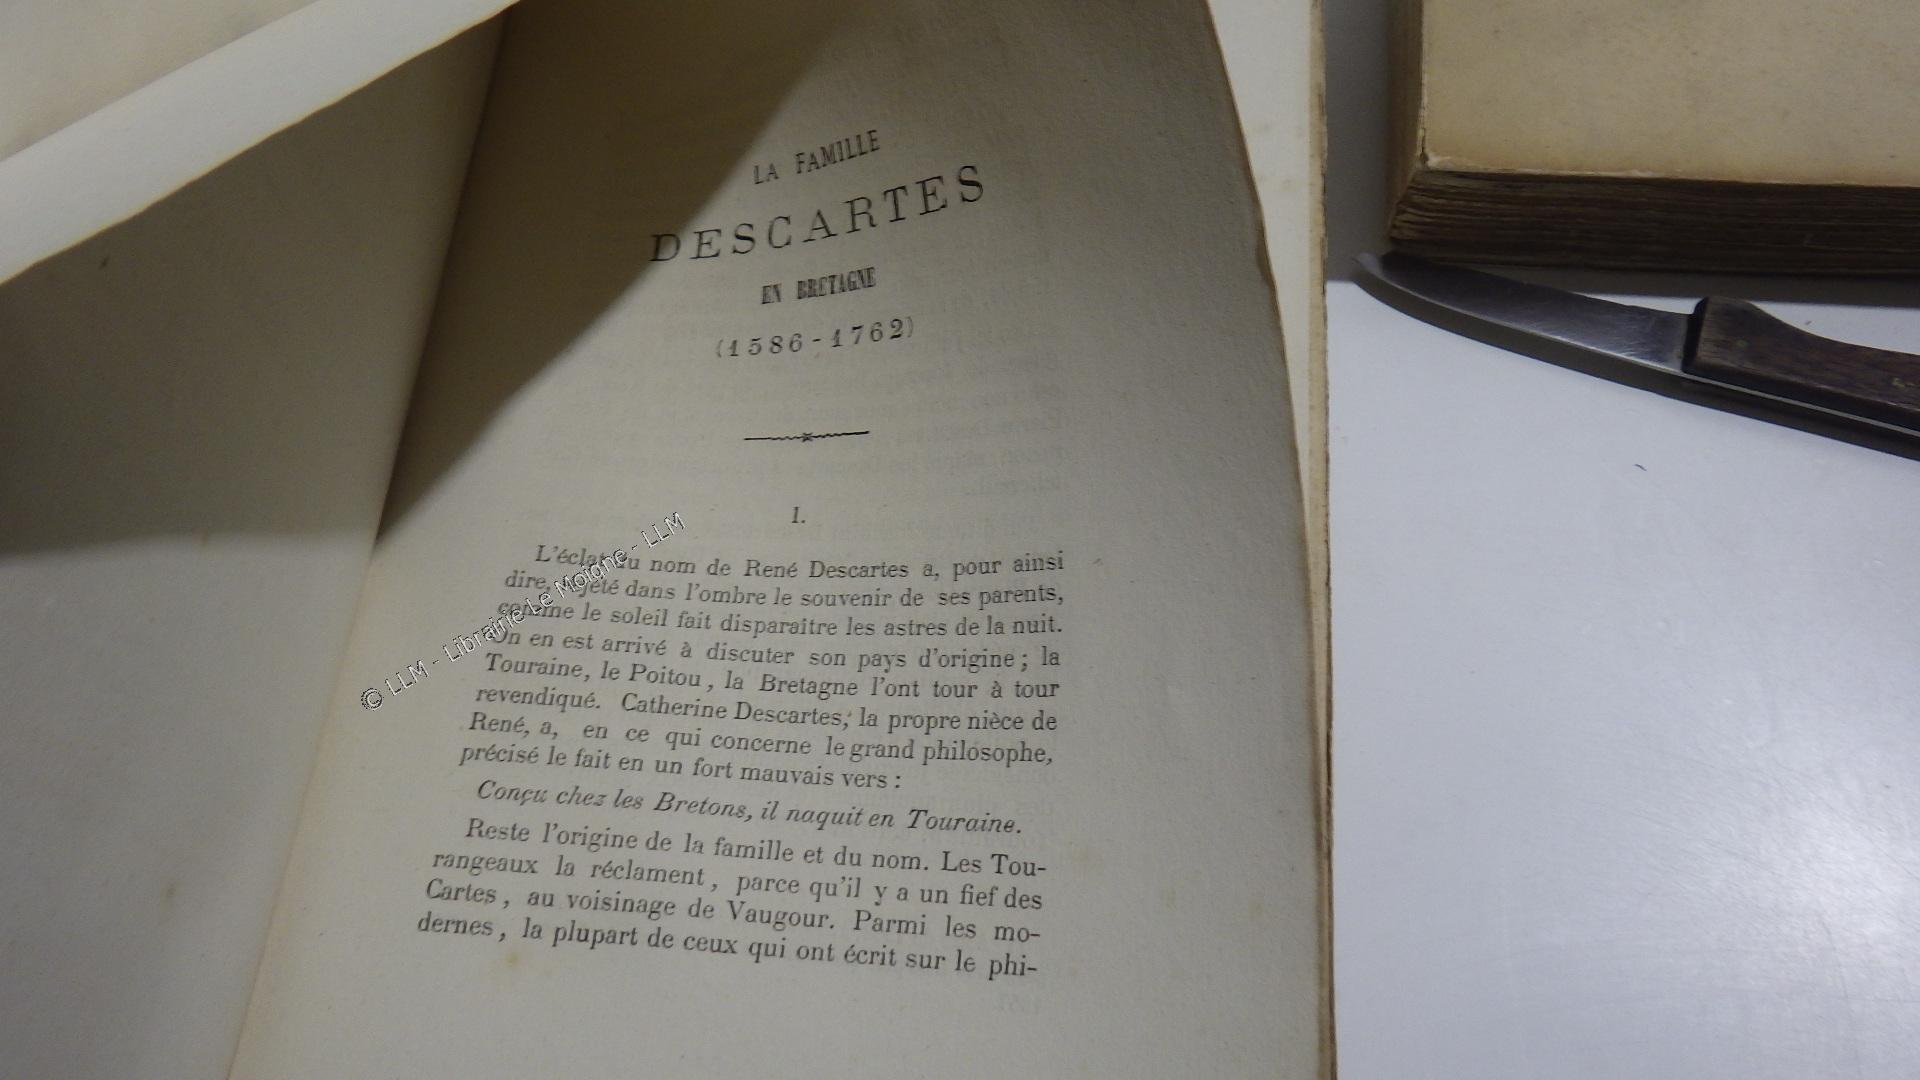 LA FAMILLE
DESCARTES
EN BRETAGNE
(1586-1762)
I.
L'éclat du nom de René Descartes a, pour ainsi
dire, rejeté dans l'ombre le souvenir de ses parents,
comme le soleil fait disparaître les astres de la nuit.
On en est arrivé à discuter son pays d'origine ; la
Touraine, le Poitou, la Bretagne l'ont tour à tour
revendiqué. Catherine Descartes, la propre nièce de
René, a, en ce qui concerne le grand philosophe,
précisé le fait en un fort mauvais vers :
Conçu chez les Bretons, il naquit en Touraine.
Reste l'origine de la famille et du nom. Les Tou-
rangeaux la réclament, parce qu'il y a un fief des
Cartes, au voisinage de Vaugour. Parmi les mo-
dernes, la plupart de ceux qui ont écrit sur le phi-
© LLM - Librairie Le Moigne - LLM